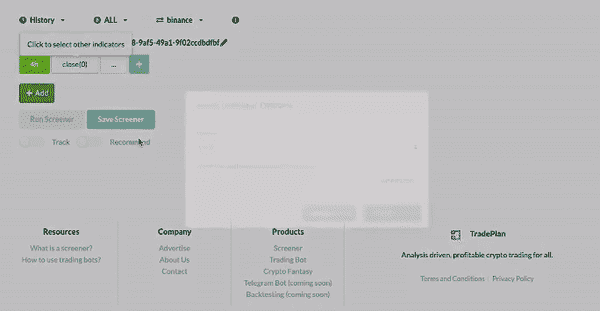 History ALL binance
Click to select other indicators
8-9af5-49a1-9f02ccdbdfbf
4h close(0) ... +
+ Add
Run Screener Save Screener
Track Recommend
Resources Company Products TradePlan
What is a screener? Advertise Screener Analysis driven, profitable crypto trading for all.
How to use trading bots? About Us Trading Bot
Contact Crypto Fantasy Terms and Conditions | Privacy Policy
Telegram Bot (coming soon)
Backtesting (coming soon)